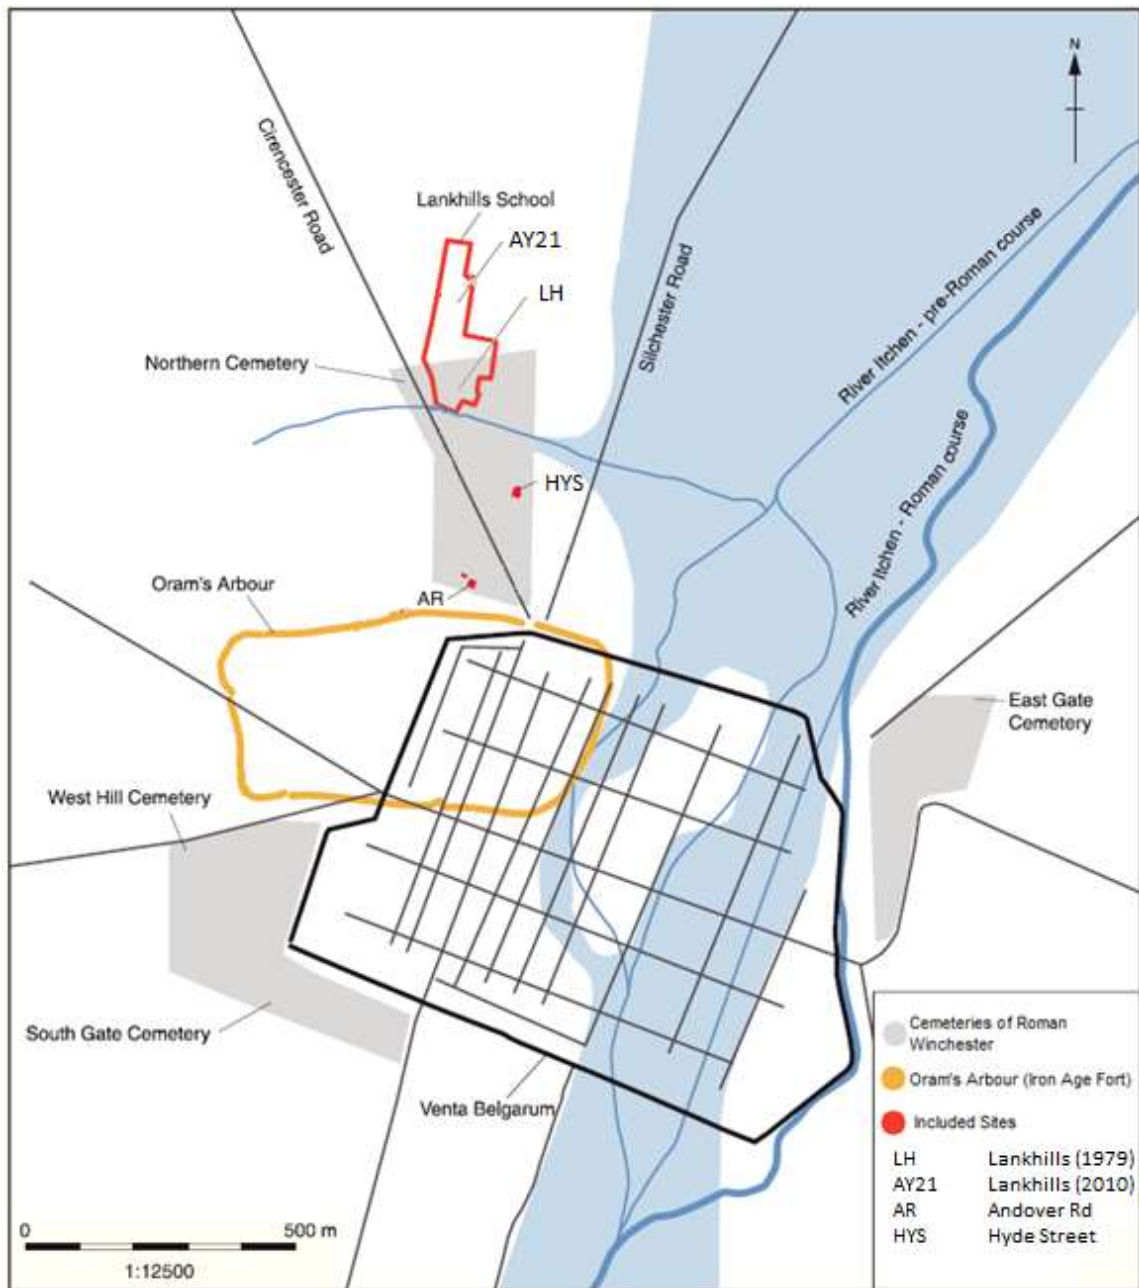 N
Cirencester Road
Lankhills School
AY21
LH
Silchester Road
River Itchen - pre-Roman course
Northern Cemetery
HYS
River Itchen - Roman course
Oram's Arbour
AR
East Gate
Cemetery
West Hill Cemetery
South Gate Cemetery
Venta Belgarum
Cemeteries of Roman
Winchester
Oram's Arbour (Iron Age Fort)
Included Sites
LH Lankhills (1979)
AY21 Lankhills (2010)
AR Andover Rd
HYS Hyde Street
0 500 m
1:12500